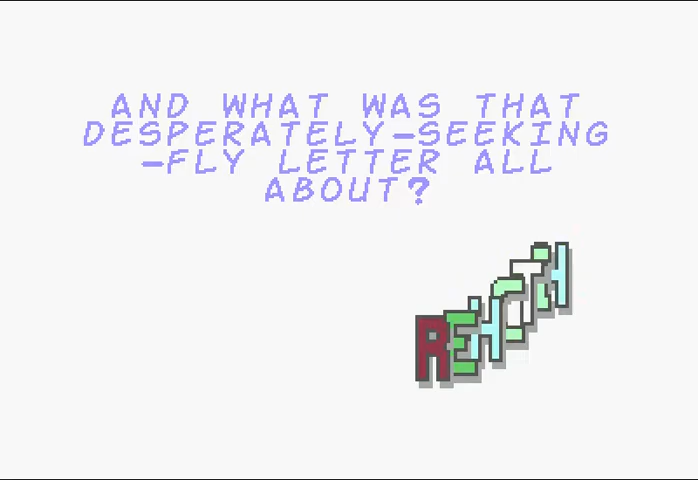 AND WHAT WAS THAT
DESPERATELY-SEEKING
-FLY LETTER ALL
ABOUT?